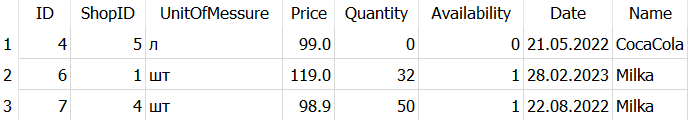 ID ShopID UnitOfMessure Price Quantity Availability Date Name
1 4 5 л 99.0 0 0 21.05.2022 CocaCola
2 6 1 шт 119.0 32 1 28.02.2023 Milka
3 7 4 шт 98.9 50 1 22.08.2022 Milka